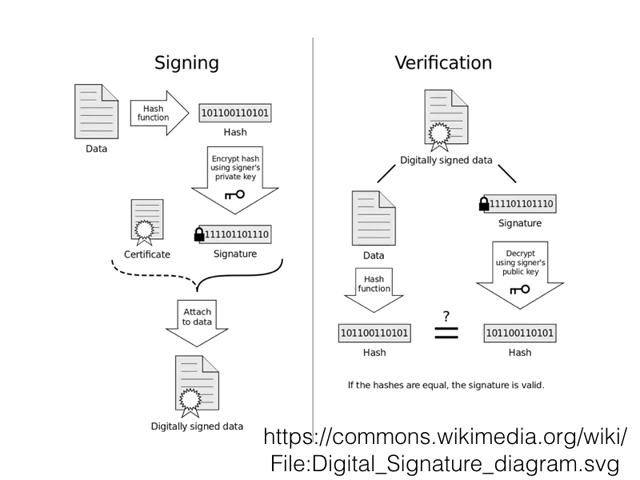 Signing
Data
Hash
function
101100110101
Hash
Encrypt hash
using signer's
private key
Certificate
111101101110
Signature
Attach
to data
Digitally signed data
Verification
Digitally signed data
Data
111101101110
Signature
Hash
function
Decrypt
using signer's
public key
101100110101
Hash
?
=
101100110101
Hash
If the hashes are equal, the signature is valid.
https://commons.wikimedia.org/wiki/
File:Digital_Signature_diagram.svg